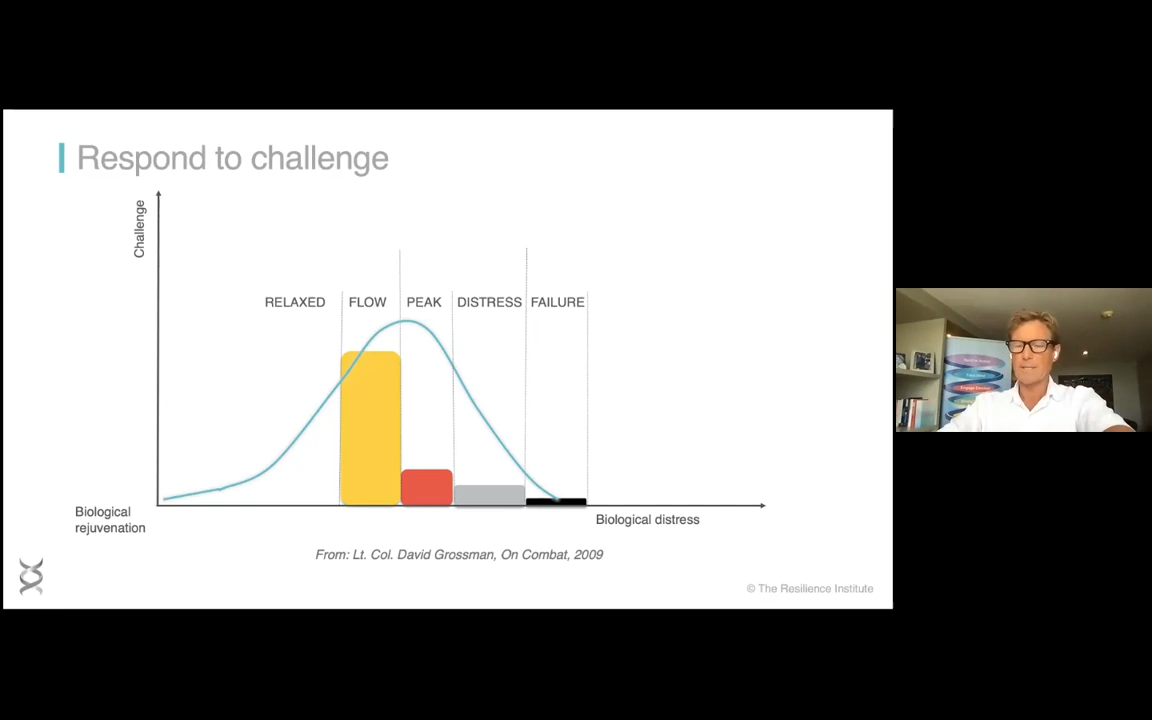 Respond to challenge
Challenge
RELAXED
FLOW
PEAK
DISTRESS
FAILURE
Biological
rejuvenation
Biological distress
From: Lt. Col. David Grossman, On Combat, 2009
© The Resilience Institute